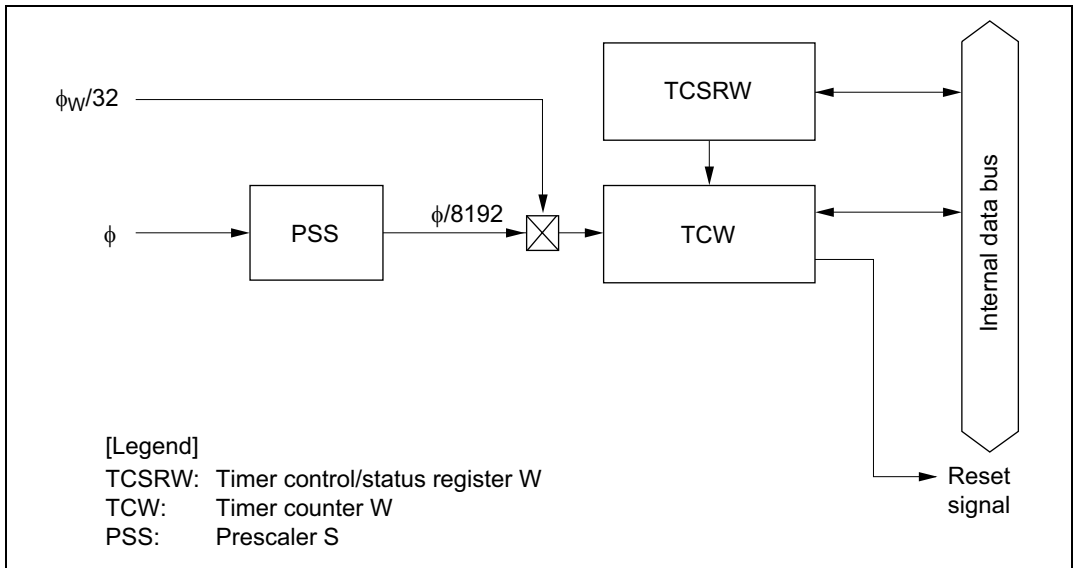 ϕW/32
TCSRW
ϕ
PSS
ϕ/8192
TCW
Internal data bus
[Legend]
TCSRW: Timer control/status register W
TCW: Timer counter W
PSS: Prescaler S
Reset
signal